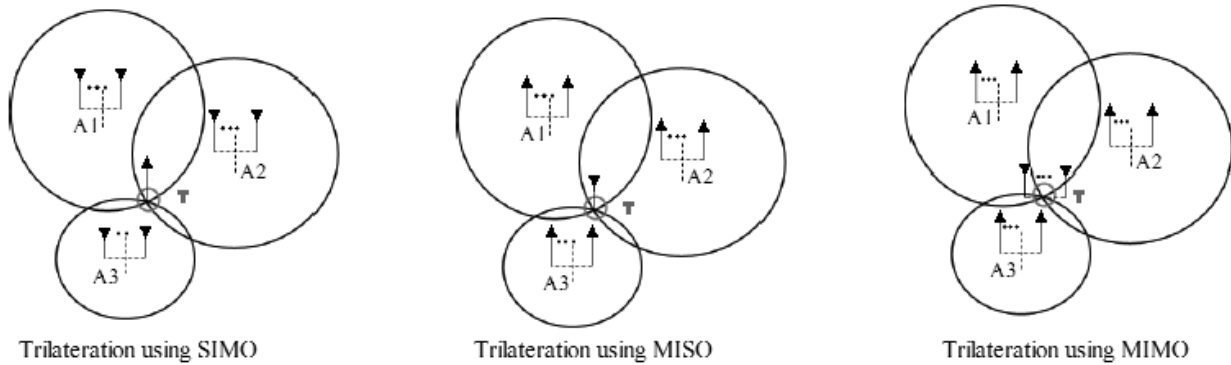 A1
A2
T
A3
Trilateration using SIMO
A1
A2
T
A3
Trilateration using MISO
A1
A2
T
A3
Trilateration using MIMO